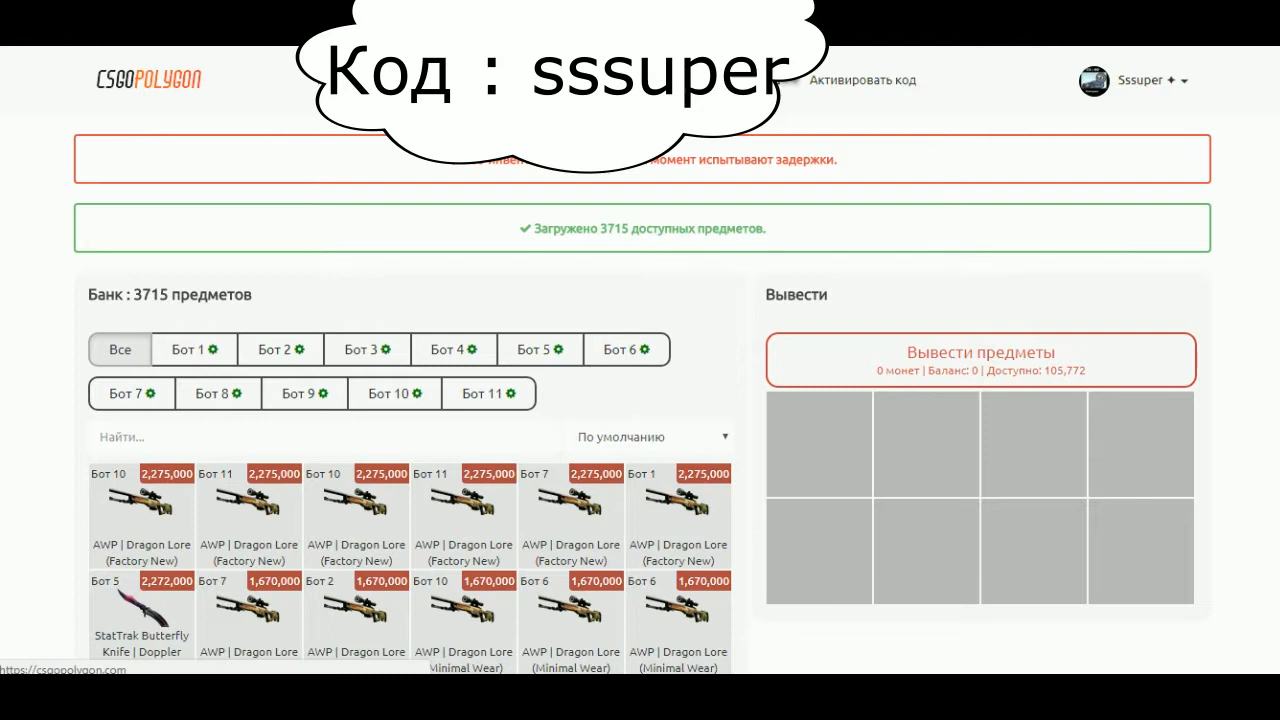 Код : sssuper
CSGOPOLYGON
Активировать код
Sssuper ✦
момент испытывают задержки.
Загружено 3715 доступных предметов.
Банк : 3715 предметов
Вывести
Все
Бот 1
Бот 2
Бот 3
Бот 4
Бот 5
Бот 6
Вывести предметы
0 монет | Баланс: 0 | Доступно: 105,772
Бот 7
Бот 8
Бот 9
Бот 10
Бот 11
Найти...
По умолчанию
Бот 10 2,275,000
Бот 11 2,275,000
Бот 10 2,275,000
Бот 11 2,275,000
Бот 7 2,275,000
Бот 1 2,275,000
AWP | Dragon Lore
(Factory New)
AWP | Dragon Lore
(Factory New)
AWP | Dragon Lore
(Factory New)
AWP | Dragon Lore
(Factory New)
AWP | Dragon Lore
(Factory New)
AWP | Dragon Lore
(Factory New)
Бот 5 2,272,000
Бот 7 1,670,000
Бот 2 1,670,000
Бот 10 1,670,000
Бот 6 1,670,000
Бот 6 1,670,000
StatTrak Butterfly
Knife | Doppler
AWP | Dragon Lore
AWP | Dragon Lore
AWP | Dragon Lore
(Minimal Wear)
AWP | Dragon Lore
(Minimal Wear)
AWP | Dragon Lore
(Minimal Wear)
https://csgopolygon.com